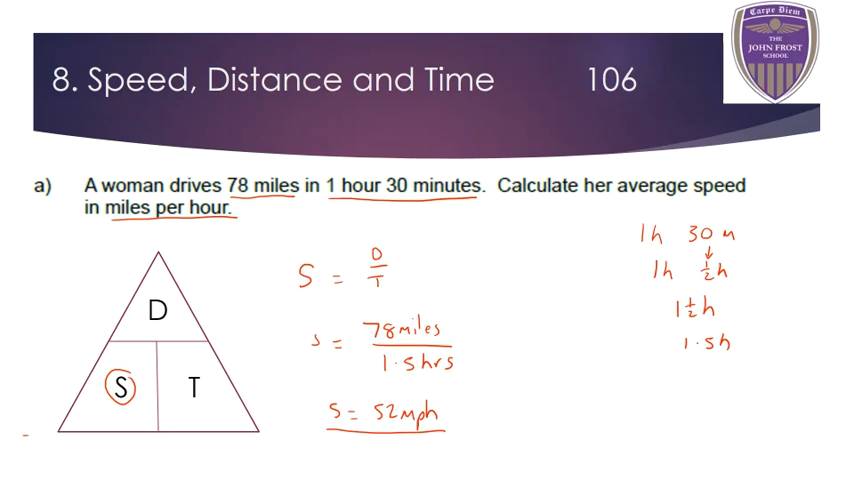 Carpe Diem
THE
JOHN FROST
SCHOOL
8. Speed, Distance and Time 106
a) A woman drives 78 miles in 1 hour 30 minutes. Calculate her average speed
in miles per hour.
D
S T
S = D/T
s = 78miles/1.5hrs
S = 52mph
1h 30m
↓
1h ½h
1½h
1.5h